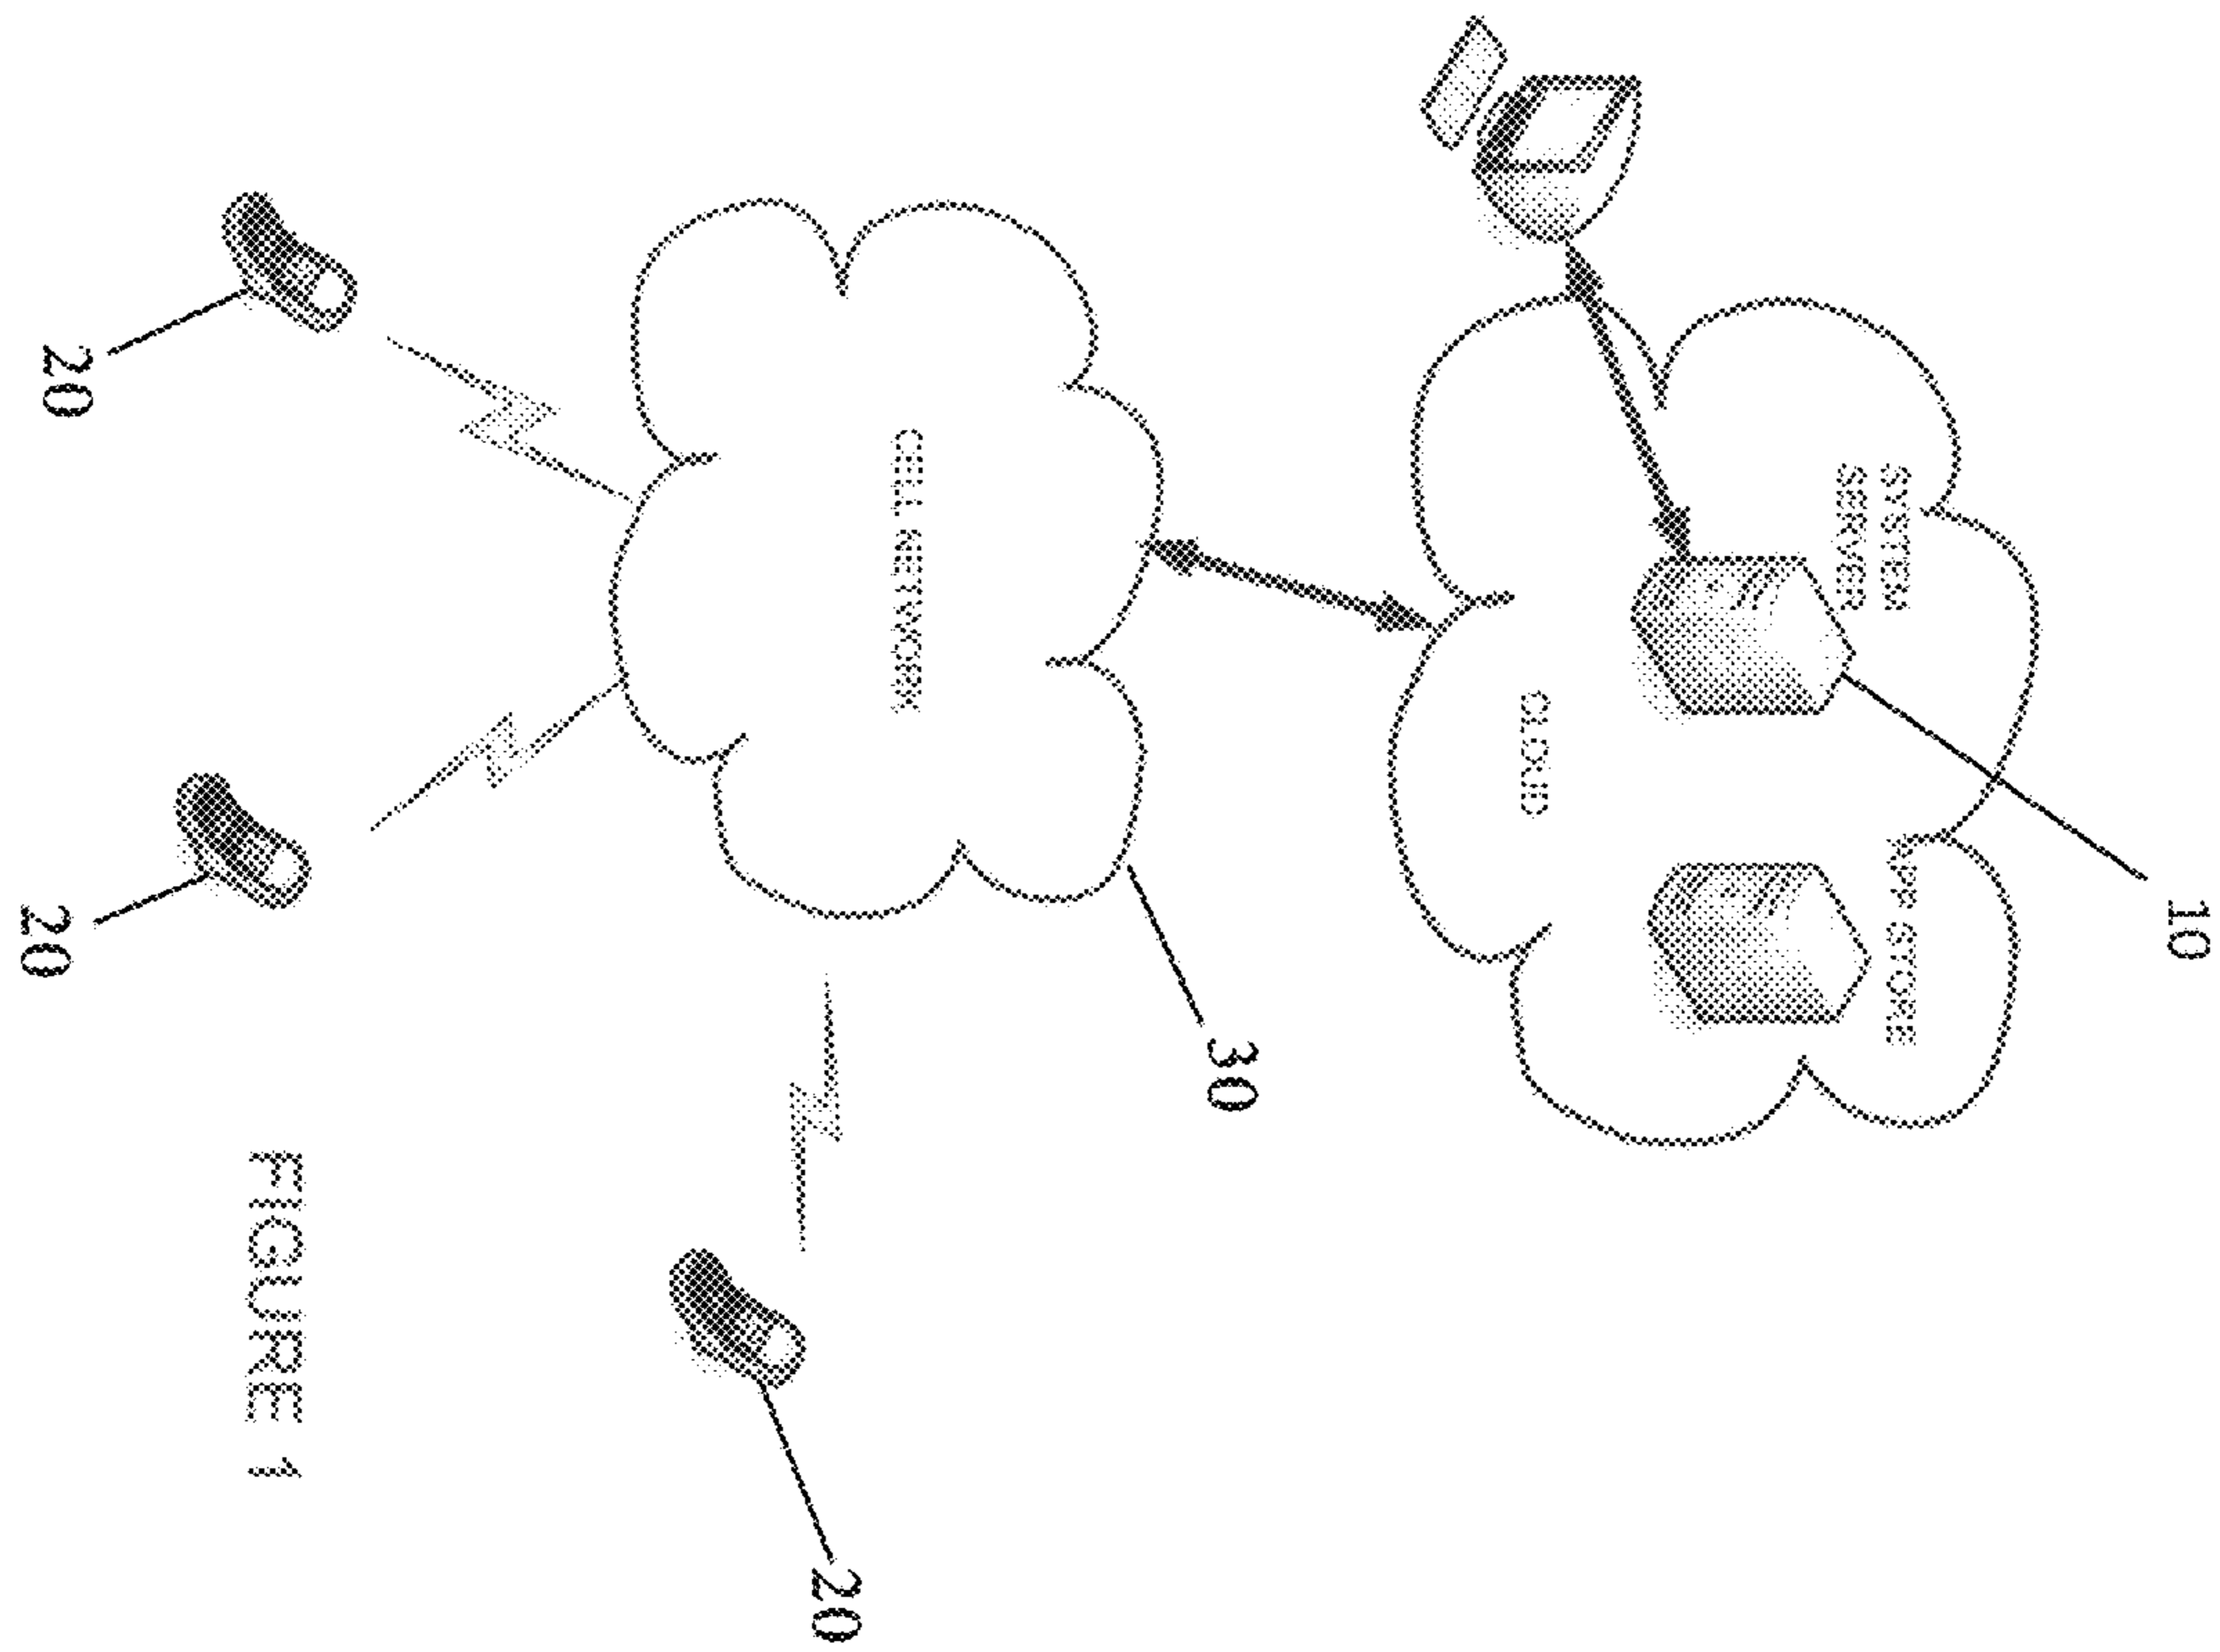 10
SYSTEM
SERVER
APP STORE
CLOUD
30
CELL NETWORK
20
20
20
FIGURE 1